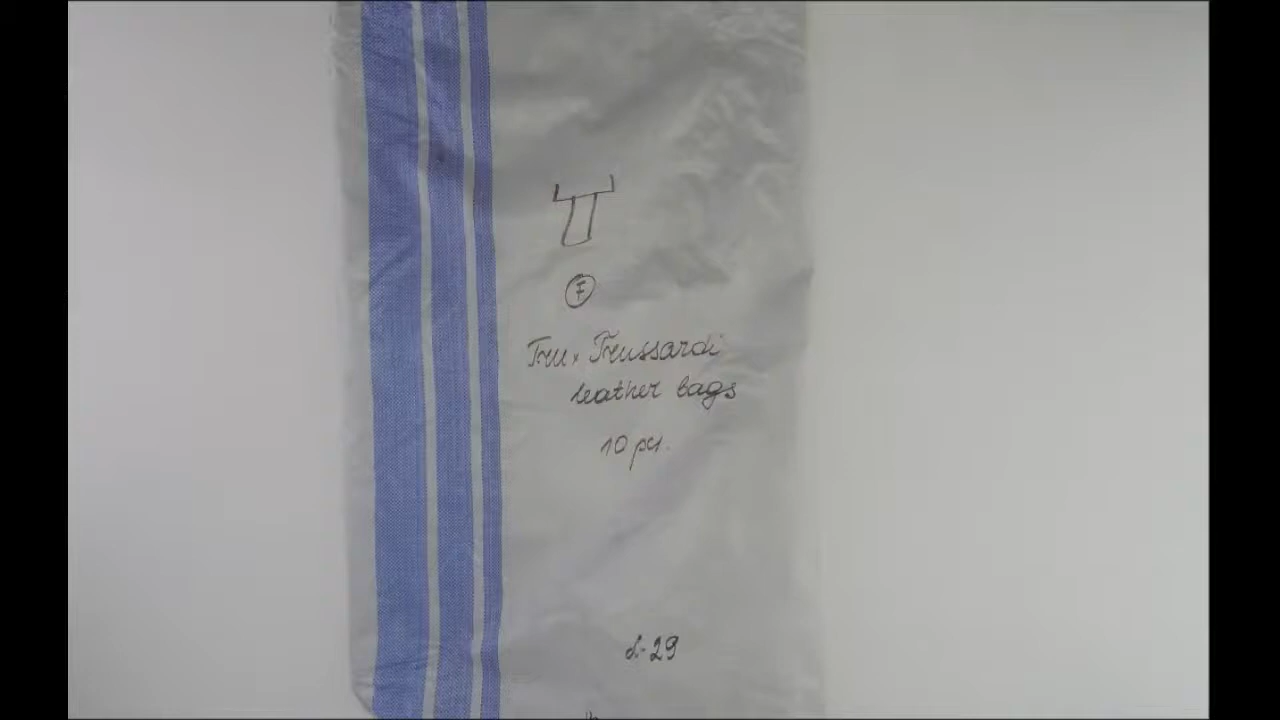 F
Tru. Trussardi
leather bags
10 pcs.
d-29